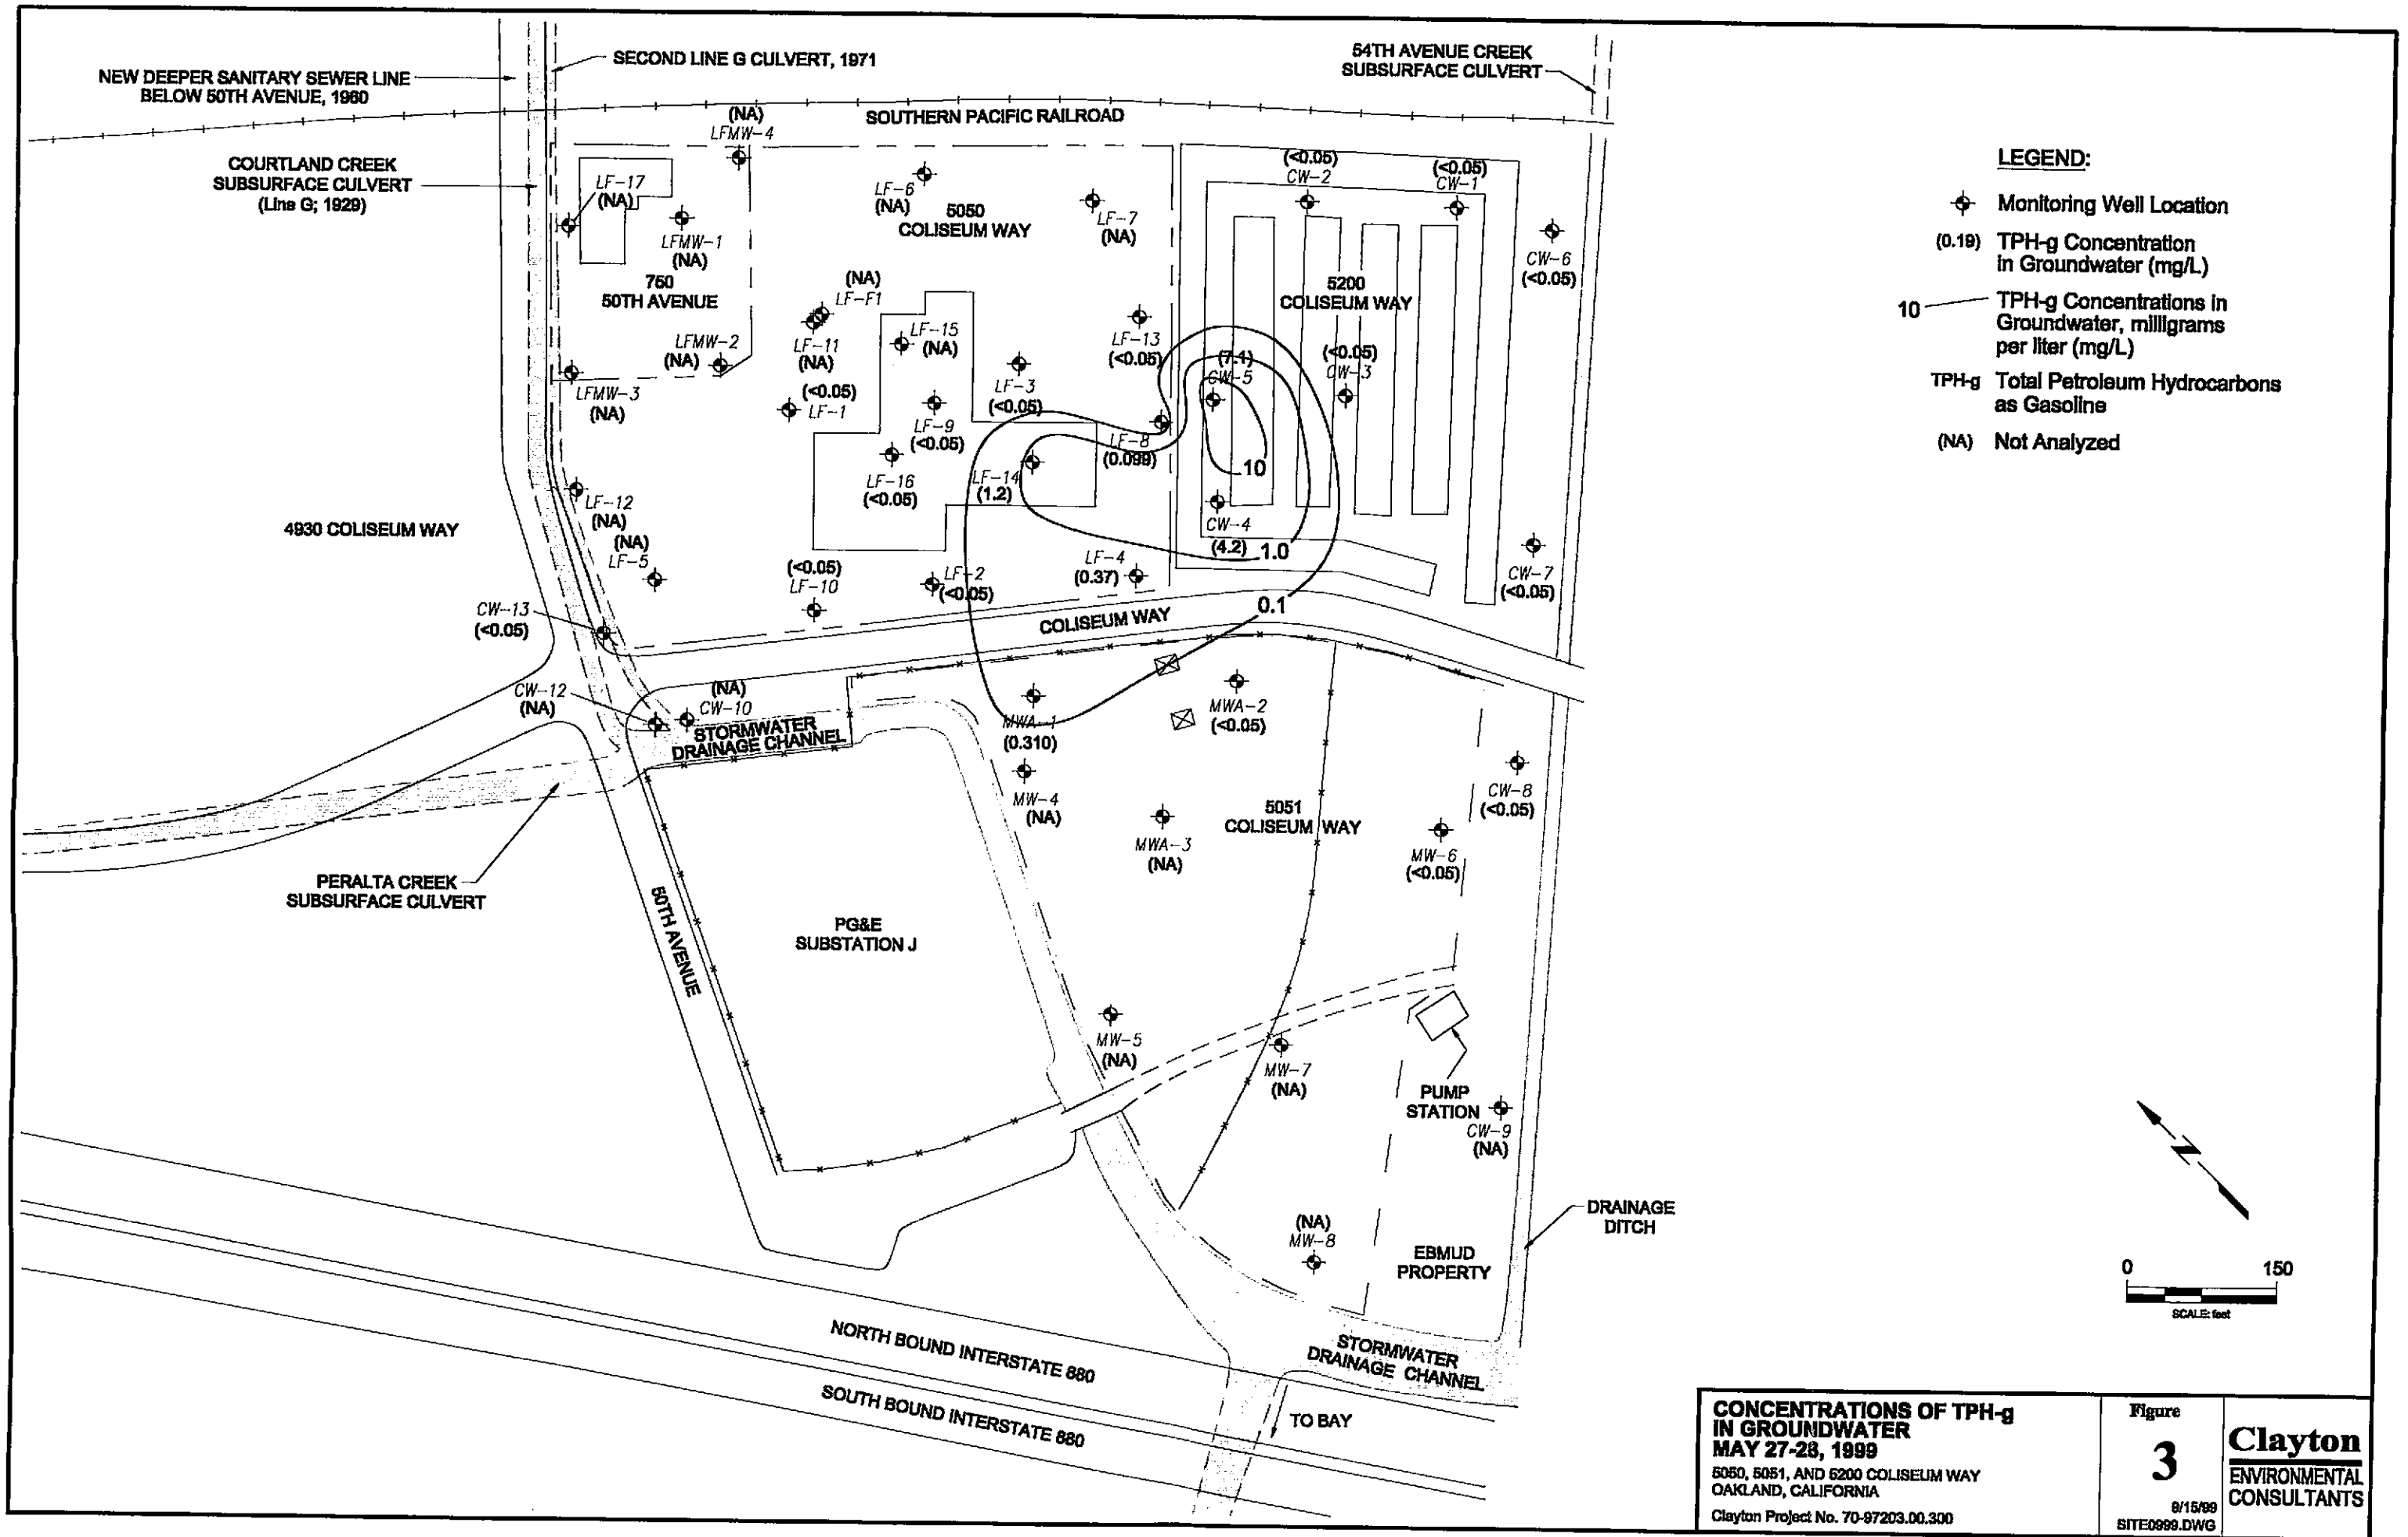 SECOND LINE G CULVERT, 1971
54TH AVENUE CREEK
SUBSURFACE CULVERT
NEW DEEPER SANITARY SEWER LINE
BELOW 50TH AVENUE, 1960
(NA)
LFMW-4
SOUTHERN PACIFIC RAILROAD
COURTLAND CREEK
SUBSURFACE CULVERT
(Line G; 1929)
LF-17
(NA)
LFMW-1
(NA)
750
50TH AVENUE
LF-6
(NA)
5050
COLISEUM WAY
LF-7
(NA)
(<0.05)
CW-2
(<0.05)
CW-1
CW-6
(<0.05)
5200
COLISEUM WAY
LEGEND:
Monitoring Well Location
(0.19) TPH-g Concentration
in Groundwater (mg/L)
10 TPH-g Concentrations in
Groundwater, milligrams
per liter (mg/L)
TPH-g Total Petroleum Hydrocarbons
as Gasoline
(NA) Not Analyzed
(NA)
LF-F1
LF-11
(NA)
LF-15
(NA)
LF-13
(<0.05)
LFMW-2
(NA)
LFMW-3
(NA)
(<0.05)
LF-1
LF-3
(<0.05)
LF-9
(<0.05)
(7.1)
CW-5
(<0.05)
CW-3
LF-8
(0.099)
10
LF-16
(<0.05)
LF-14
(1.2)
LF-12
(NA)
4930 COLISEUM WAY
(NA)
LF-5
CW-4
(4.2)
1.0
(<0.05)
LF-10
LF-2
(<0.05)
LF-4
(0.37)
CW-7
(<0.05)
0.1
COLISEUM WAY
CW-13
(<0.05)
CW-12
(NA)
(NA)
CW-10
STORMWATER
DRAINAGE CHANNEL
MWA-1
(0.310)
MWA-2
(<0.05)
MW-4
(NA)
MWA-3
(NA)
5051
COLISEUM WAY
CW-8
(<0.05)
MW-6
(<0.05)
PERALTA CREEK
SUBSURFACE CULVERT
50TH AVENUE
PG&E
SUBSTATION J
MW-5
(NA)
MW-7
(NA)
PUMP
STATION
CW-9
(NA)
(NA)
MW-8
EBMUD
PROPERTY
DRAINAGE
DITCH
N
0 150
SCALE: feet
NORTH BOUND INTERSTATE 880
SOUTH BOUND INTERSTATE 880
STORMWATER
DRAINAGE CHANNEL
TO BAY
CONCENTRATIONS OF TPH-g
IN GROUNDWATER
MAY 27-28, 1999
5050, 5051, AND 5200 COLISEUM WAY
OAKLAND, CALIFORNIA
Clayton Project No. 70-97203.00.300
Figure
3
9/15/99
SITE0999.DWG
Clayton
ENVIRONMENTAL
CONSULTANTS